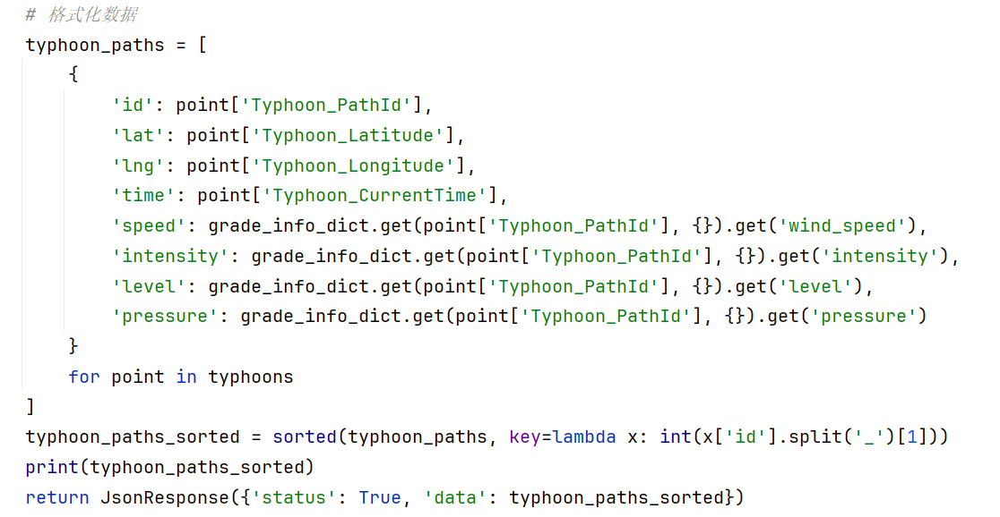 # 格式化数据
typhoon_paths = [
    {
        'id': point['Typhoon_PathId'],
        'lat': point['Typhoon_Latitude'],
        'lng': point['Typhoon_Longitude'],
        'time': point['Typhoon_CurrentTime'],
        'speed': grade_info_dict.get(point['Typhoon_PathId'], {}).get('wind_speed'),
        'intensity': grade_info_dict.get(point['Typhoon_PathId'], {}).get('intensity'),
        'level': grade_info_dict.get(point['Typhoon_PathId'], {}).get('level'),
        'pressure': grade_info_dict.get(point['Typhoon_PathId'], {}).get('pressure')
    }
    for point in typhoons
]
typhoon_paths_sorted = sorted(typhoon_paths, key=lambda x: int(x['id'].split('_')[1]))
print(typhoon_paths_sorted)
return JsonResponse({'status': True, 'data': typhoon_paths_sorted})